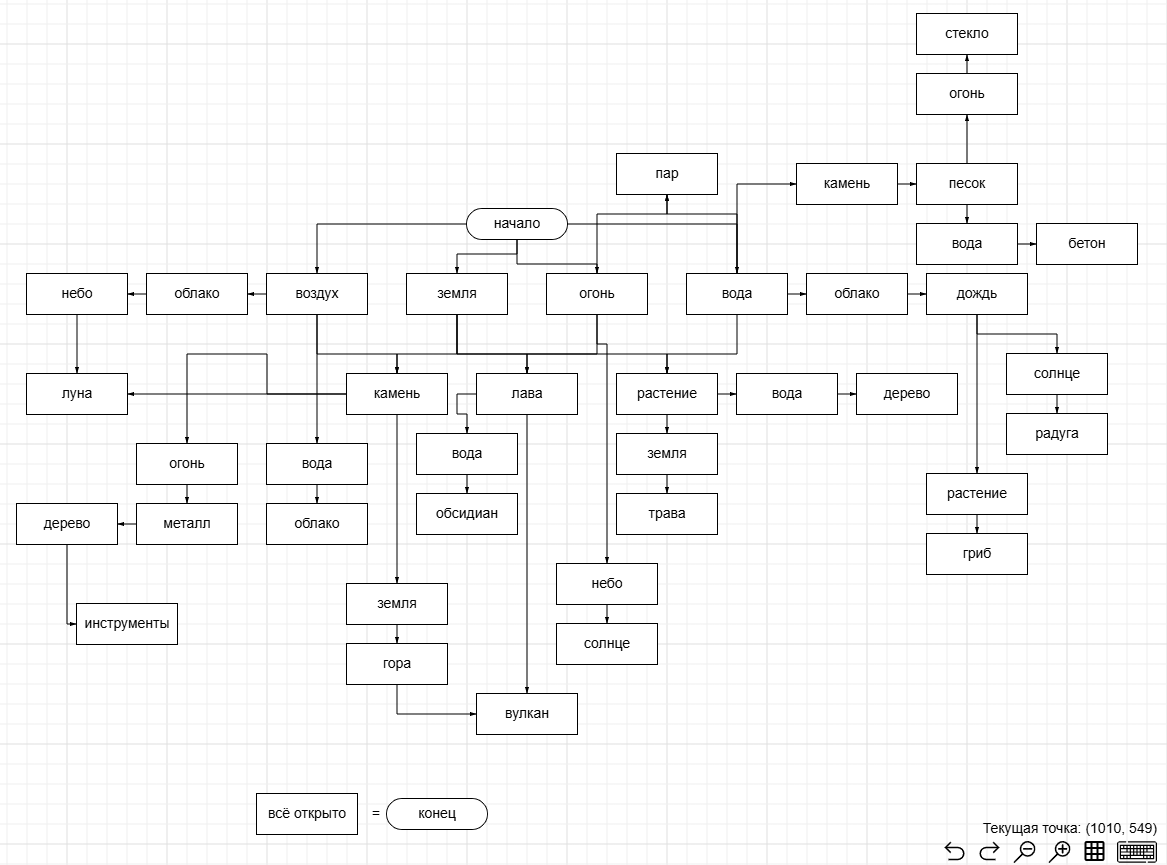 стекло
огонь
пар
камень
песок
начало
вода
бетон
небо
облако
воздух
земля
огонь
вода
облако
дождь
солнце
луна
камень
лава
растение
вода
дерево
радуга
огонь
вода
вода
земля
растение
дерево
металл
облако
обсидиан
трава
гриб
небо
земля
инструменты
солнце
гора
вулкан
всё открыто = конец
Текущая точка: (1010, 549)